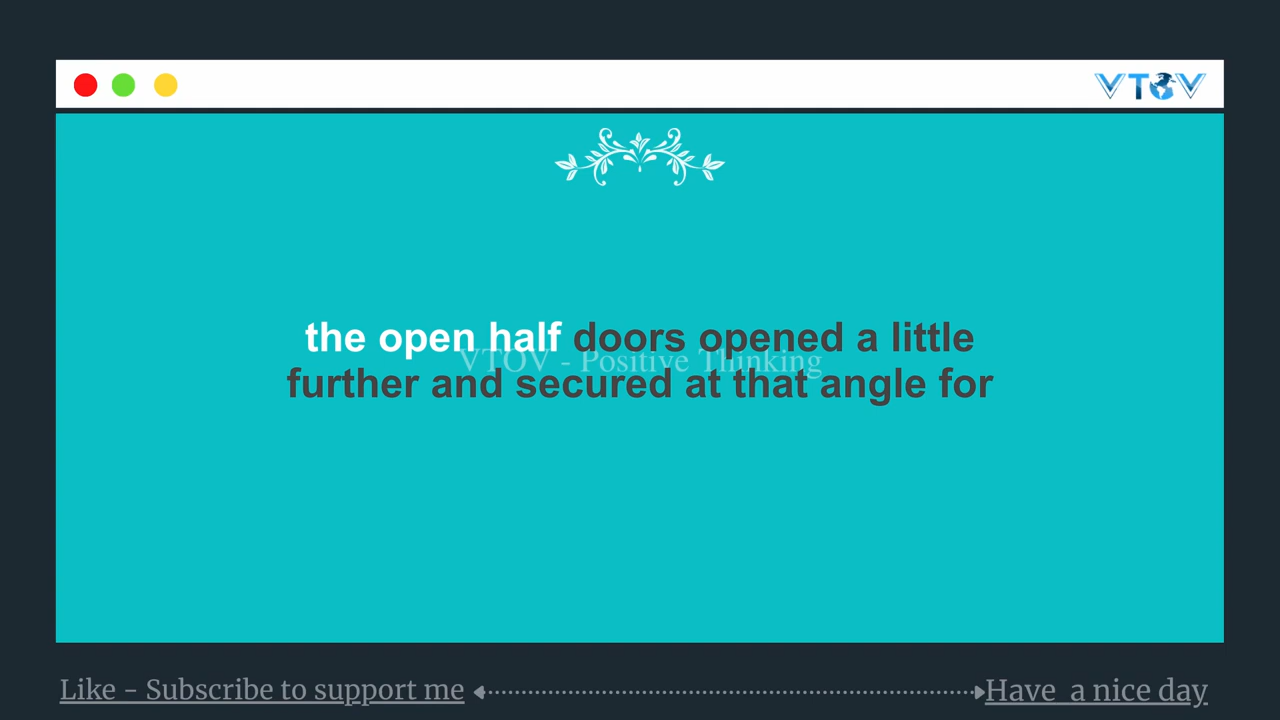 VTOV
the open half doors opened a little
VTOV - Positive Thinking
further and secured at that angle for
Like - Subscribe to support me
Have a nice day